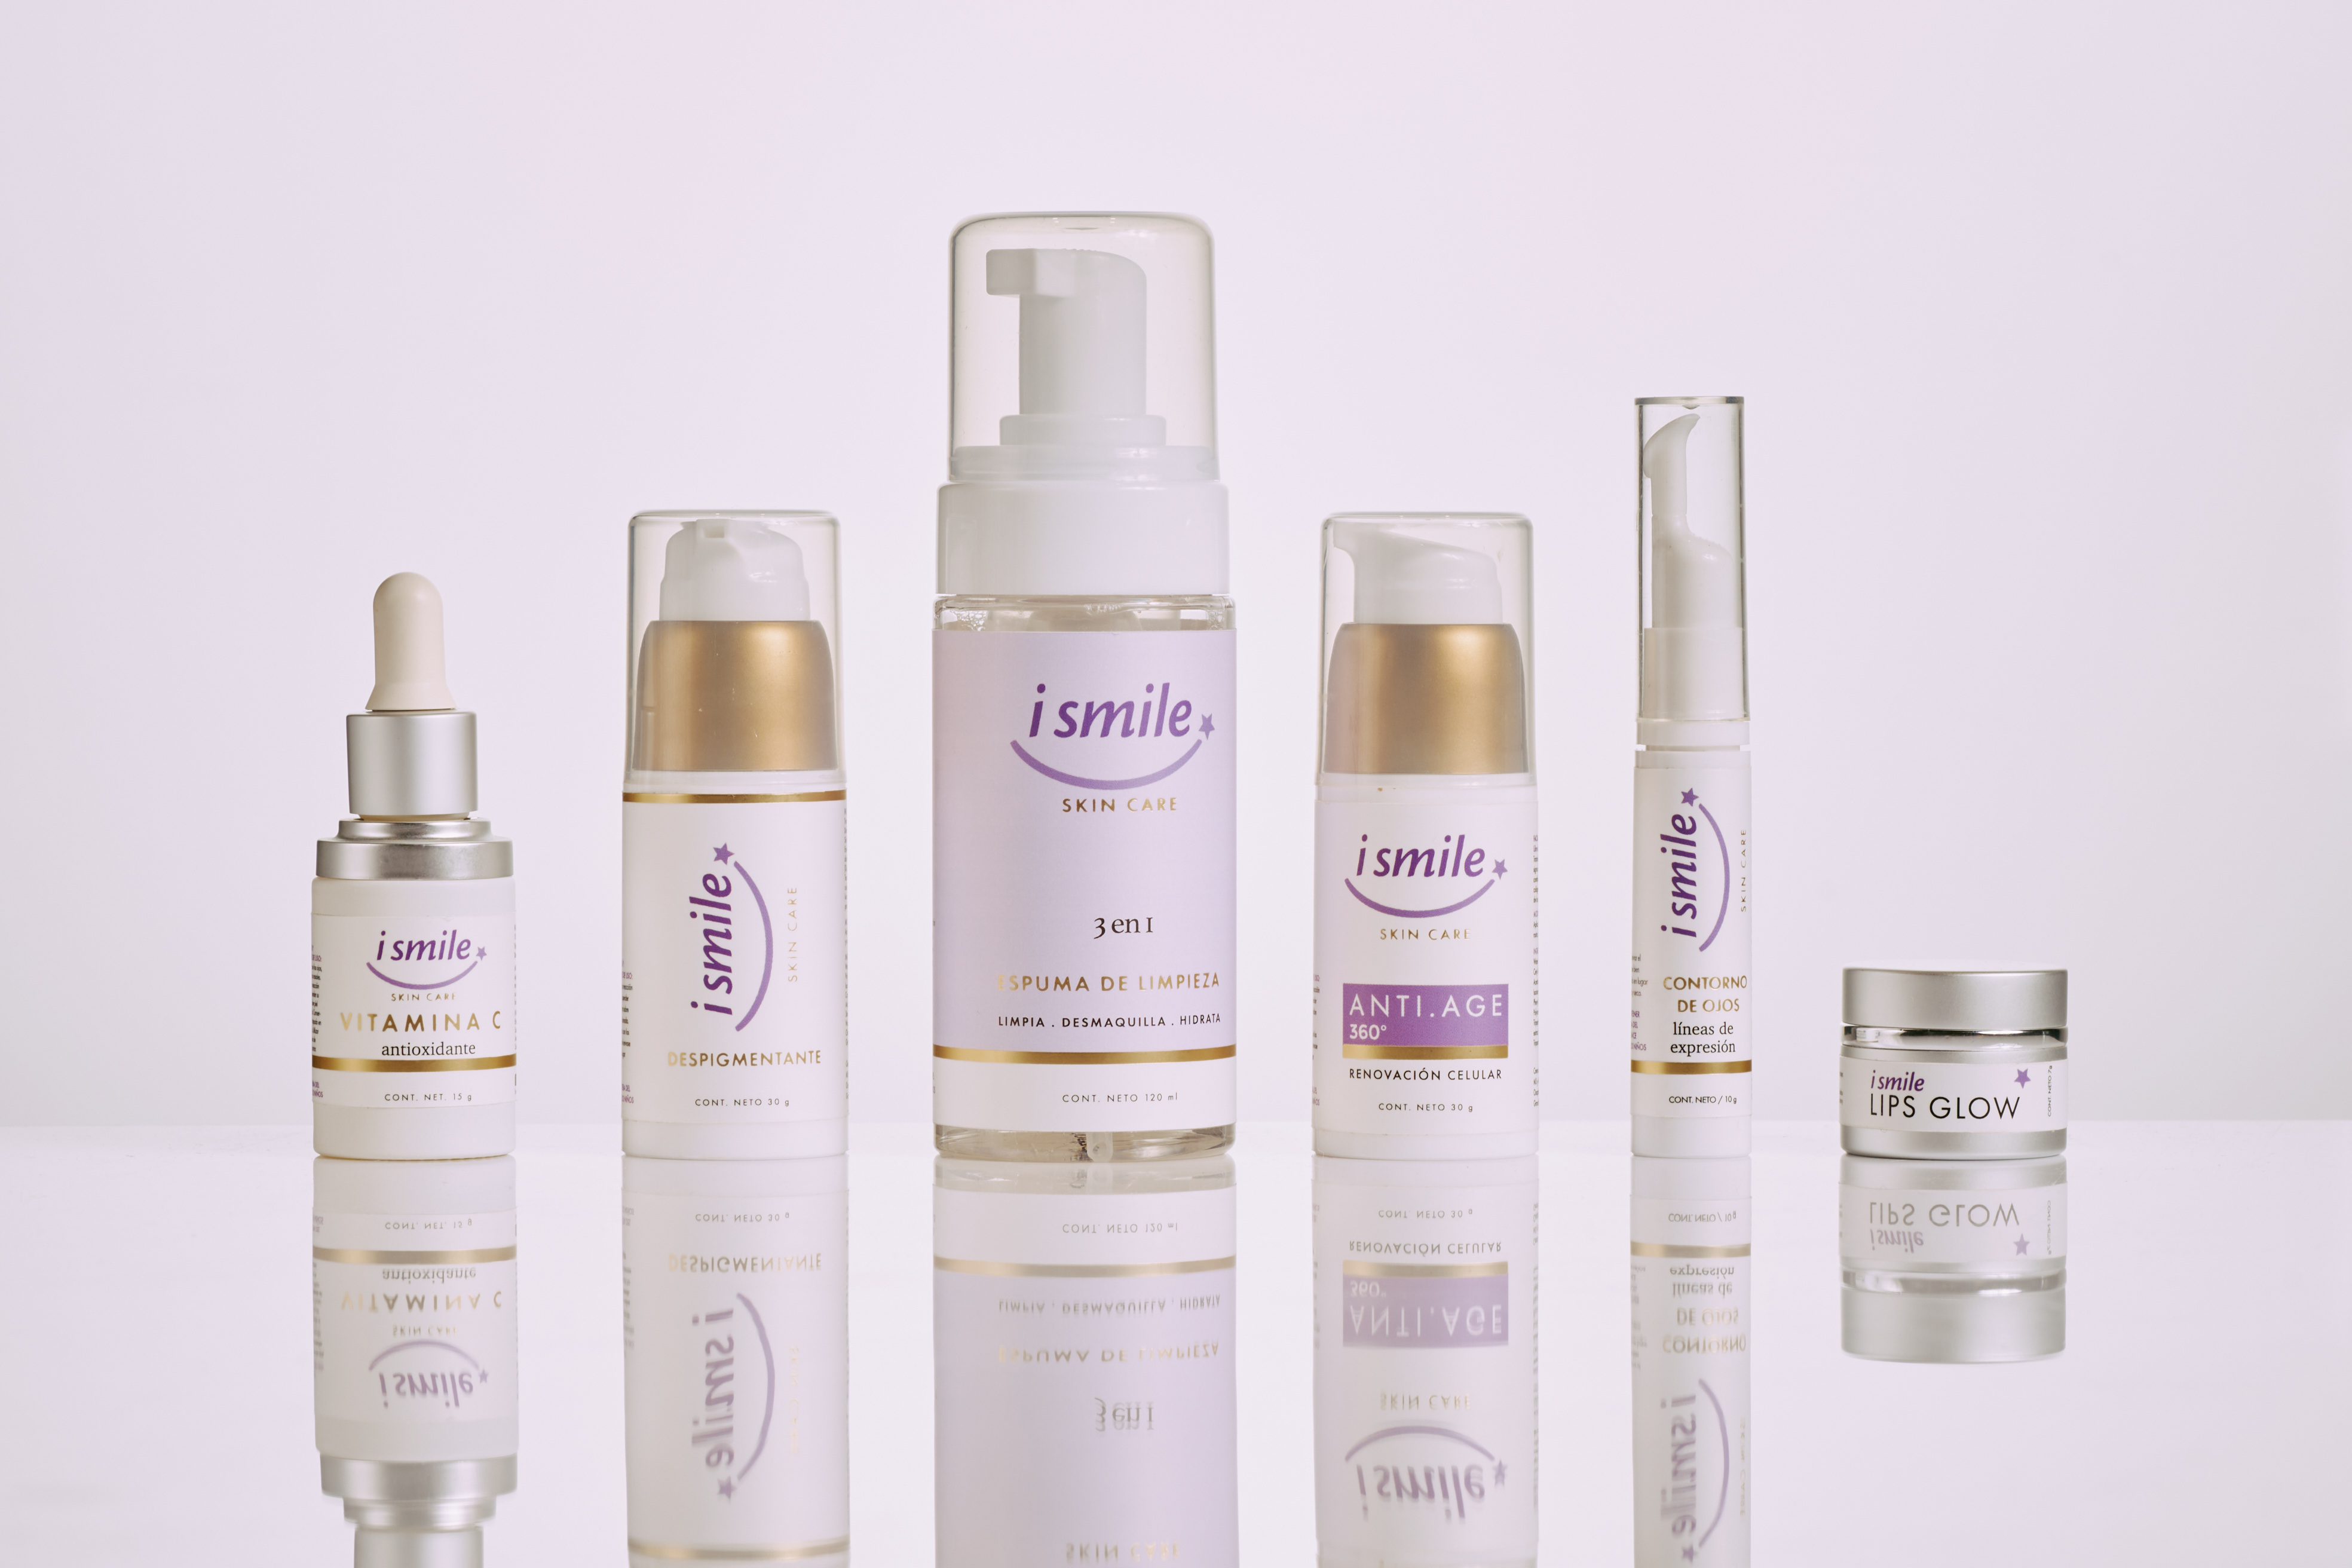 i smile
SKIN CARE
VITAMINA C
antioxidante
CONT. NET. 15 g
i smile
SKIN CARE
DESPIGMENTANTE
CONT. NETO 30 g
i smile
SKIN CARE
3 en 1
ESPUMA DE LIMPIEZA
LIMPIA . DESMAQUILLA . HIDRATA
CONT. NETO 120 ml
i smile
SKIN CARE
ANTI.AGE
360°
RENOVACIÓN CELULAR
CONT. NETO 30 g
i smile
SKIN CARE
CONTORNO
DE OJOS
líneas de
expresión
CONT. NETO / 10 g
i smile
LIPS GLOW